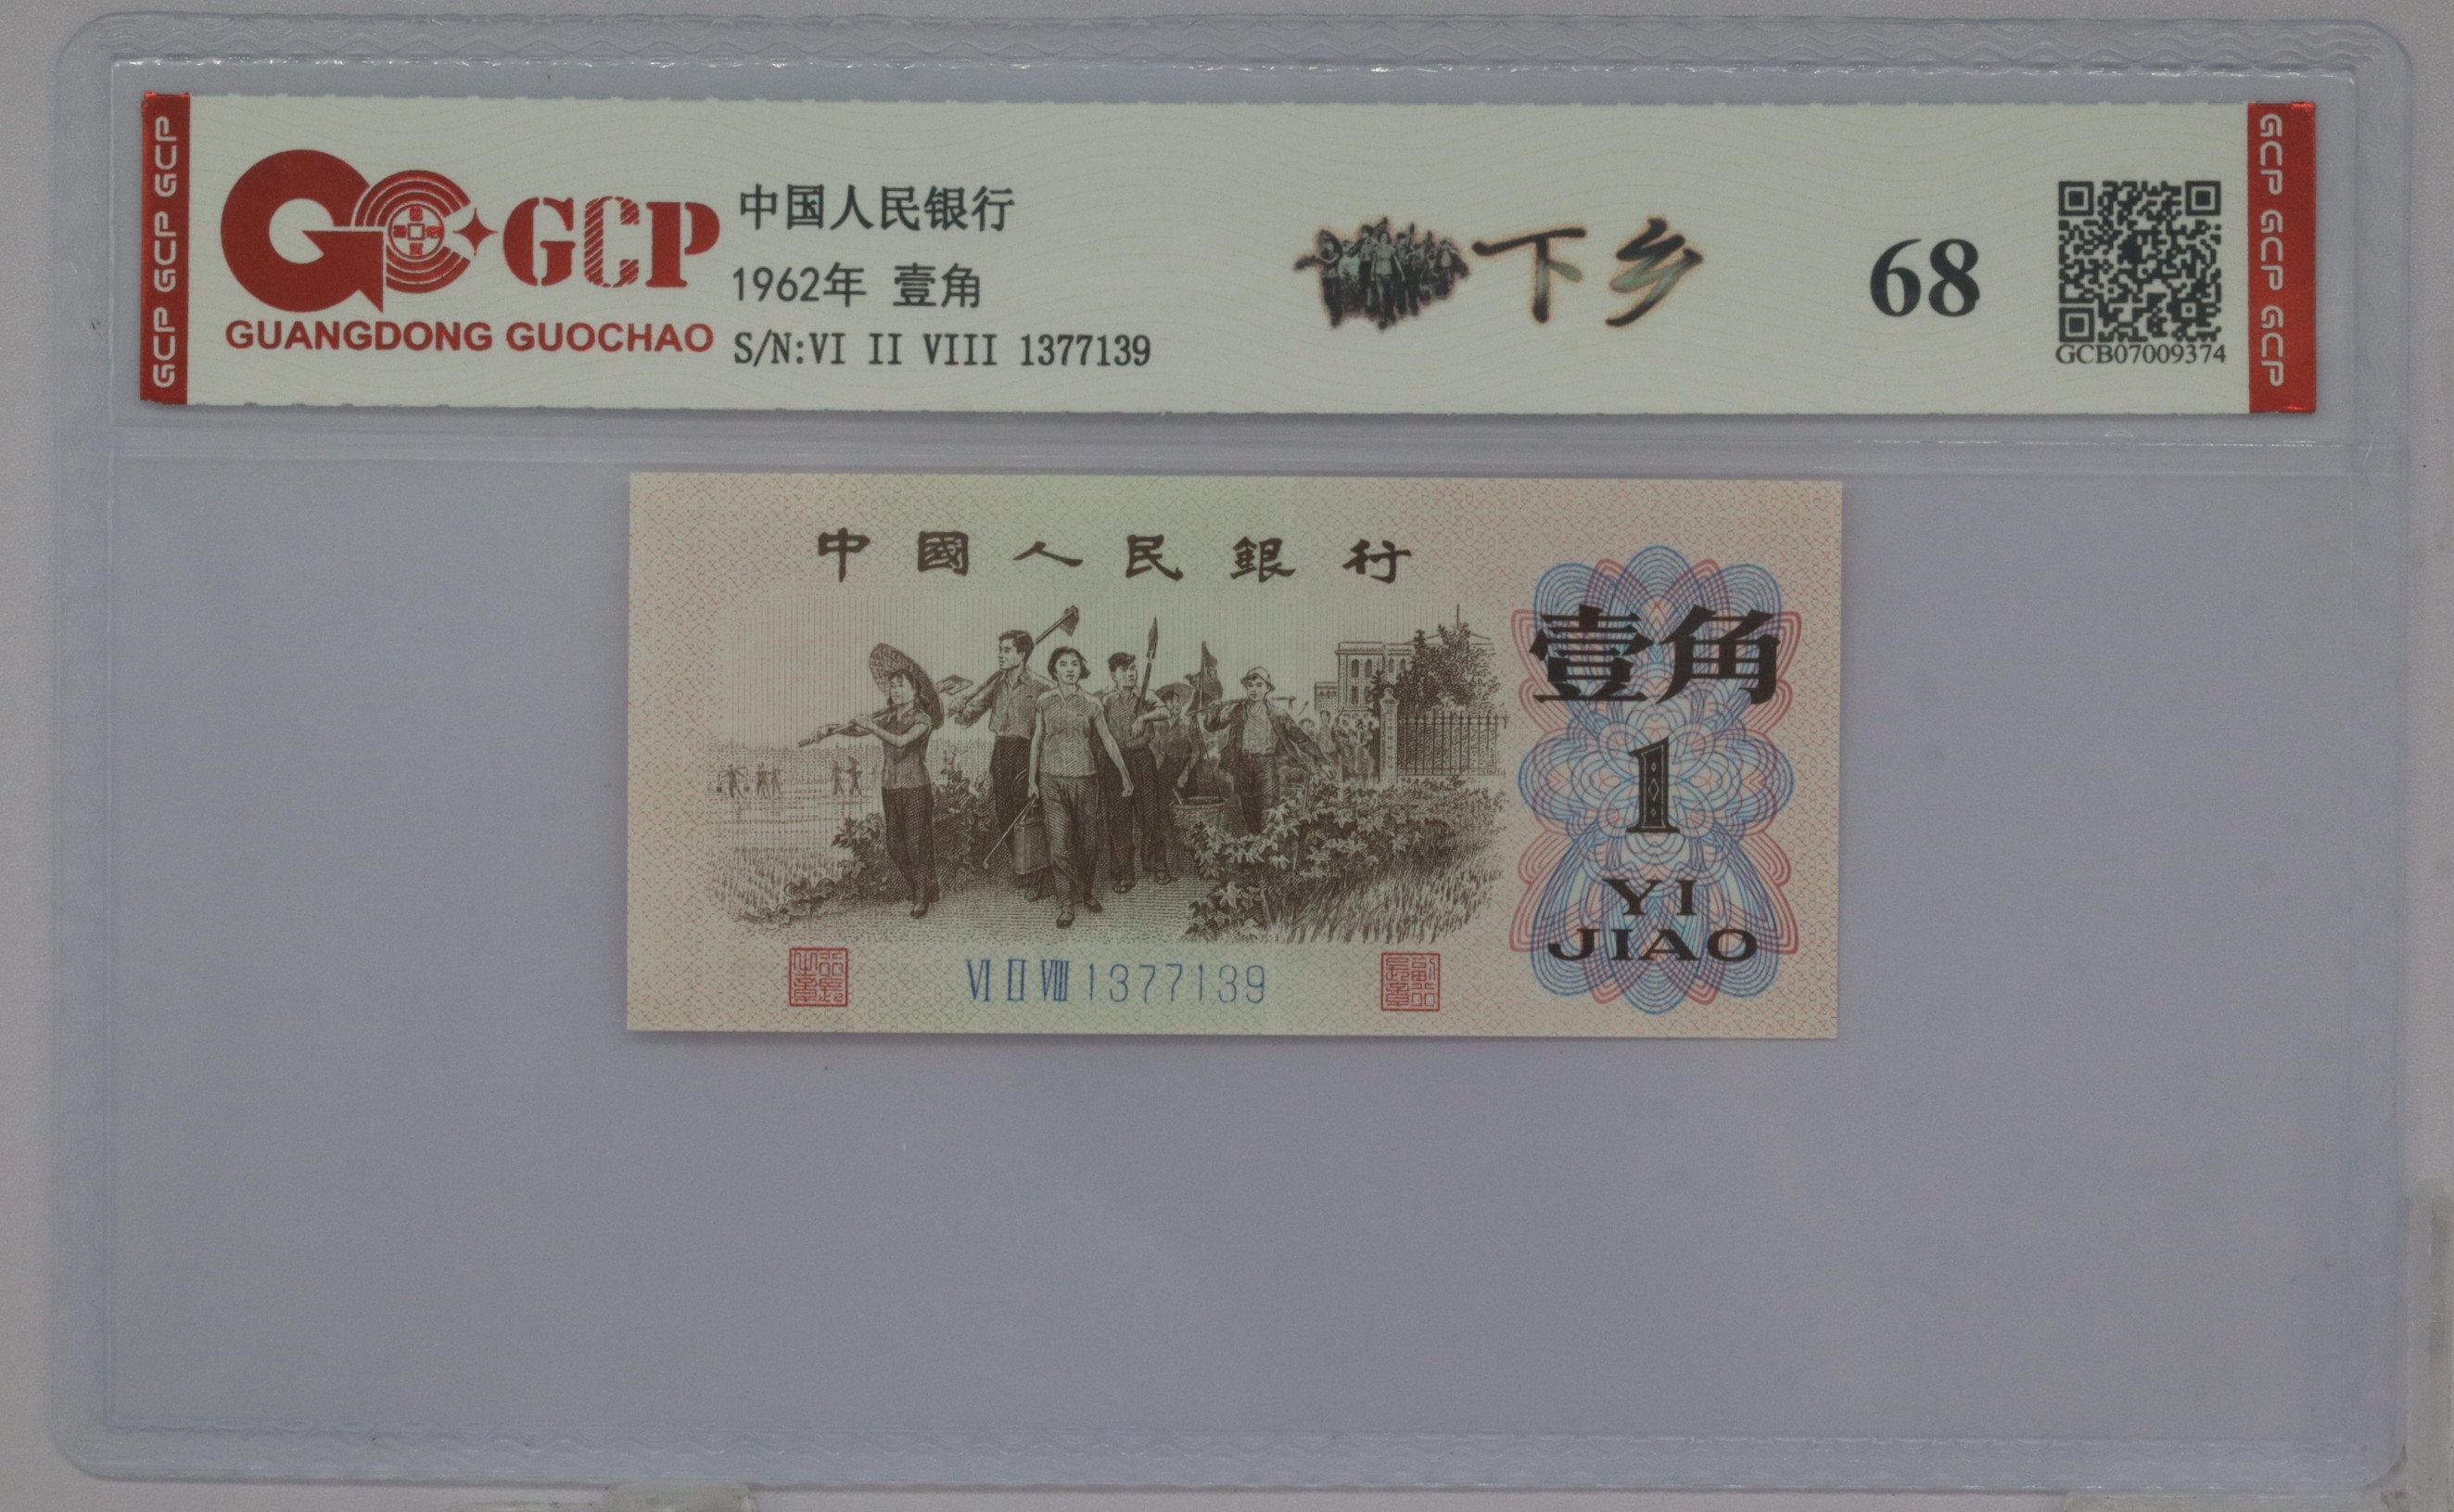 GCP GCP GCP
GCP
GUANGDONG GUOCHAO
中国人民银行
1962年 壹角
S/N:VI II VIII 1377139
下乡
68
GCB07009374
GCP GCP GCP
中國人民銀行
壹角
1
YI
JIAO
VI II VIII 1377139